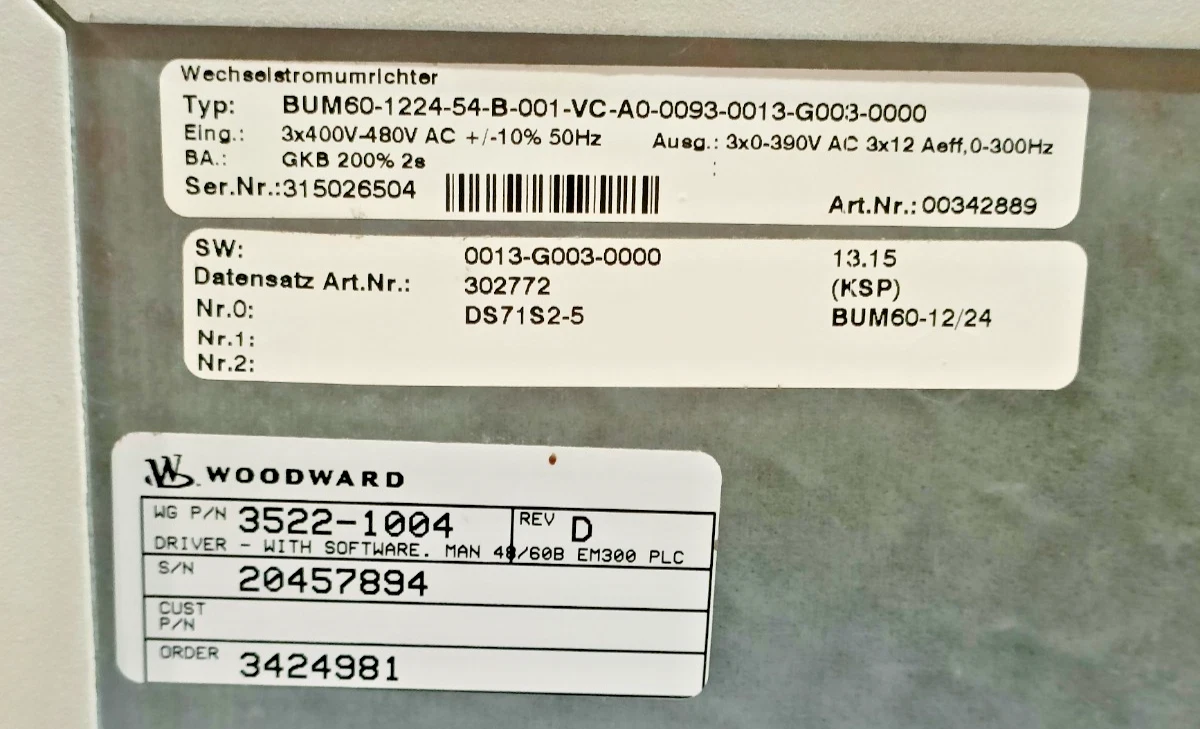 Wechselstromumrichter
Typ: BUM60-1224-54-B-001-VC-A0-0093-0013-G003-0000
Eing.: 3x400V-480V AC +/-10% 50Hz Ausg.: 3x0-390V AC 3x12 Aeff,0-300Hz
BA.: GKB 200% 2s
Ser.Nr.:315026504
Art.Nr.: 00342889
SW: 0013-G003-0000 13.15
Datensatz Art.Nr.: 302772 (KSP)
Nr.0: DS71S2-5 BUM60-12/24
Nr.1:
Nr.2:
WOODWARD
WG P/N 3522-1004 REV D
DRIVER - WITH SOFTWARE. MAN 48/60B EM300 PLC
S/N 20457894
CUST
P/N
ORDER 3424981